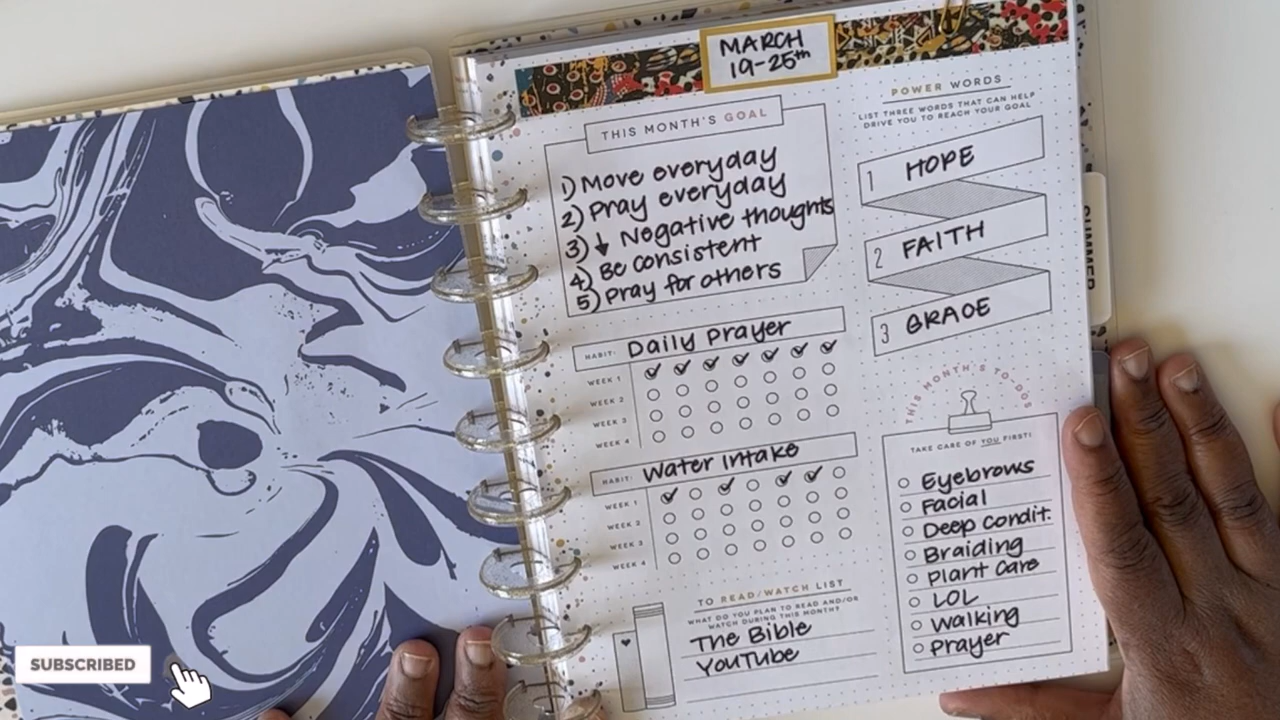 MARCH
19-25th
THIS MONTH'S GOAL
1) Move everyday
2) Pray everyday
3) ↓ Negative thoughts
4) Be consistent
5) Pray for others
POWER WORDS
LIST THREE WORDS THAT CAN HELP
DRIVE YOU TO REACH YOUR GOAL
1 HOPE
2 FAITH
3 GRACE
SUMMER
HABIT: Daily Prayer
WEEK 1
WEEK 2
WEEK 3
WEEK 4
HABIT: Water Intake
WEEK 1
WEEK 2
WEEK 3
WEEK 4
TO READ/WATCH LIST
WHAT DO YOU PLAN TO READ AND/OR
WATCH DURING THIS MONTH?
The Bible
YouTube
THIS MONTH'S TO-DOS
TAKE CARE OF YOU FIRST!
Eyebrows
Facial
Deep Condit.
Braiding
Plant Care
LOL
Walking
Prayer
SUBSCRIBED